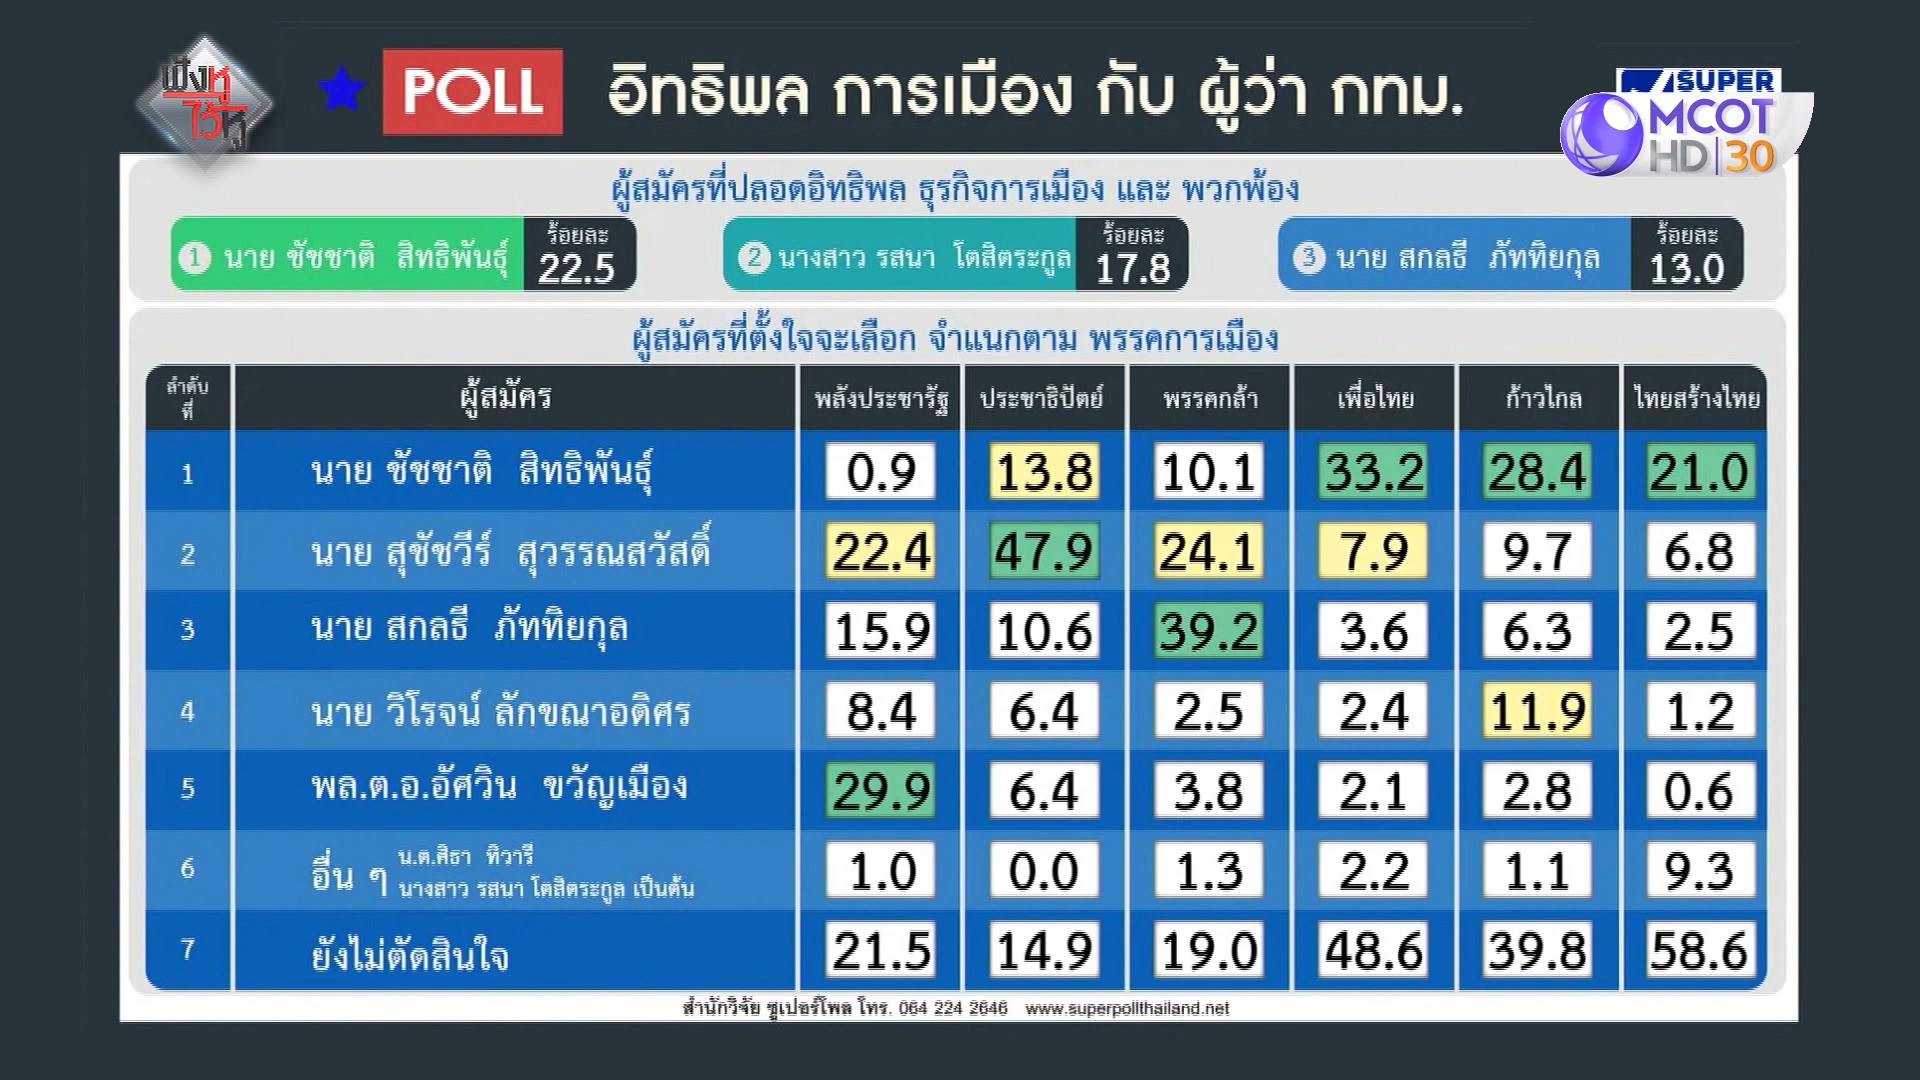 ฟังหู
ไว้หู
POLL อิทธิพล การเมือง กับ ผู้ว่า กทม.
SUPER
MCOT
HD 30
ผู้สมัครที่ปลอดอิทธิพล ธุรกิจการเมือง และ พวกพ้อง
1 นาย ชัชชาติ สิทธิพันธุ์ ร้อยละ 22.5
2 นางสาว รสนา โตสิตระกูล ร้อยละ 17.8
3 นาย สกลธี ภัททิยกุล ร้อยละ 13.0
ผู้สมัครที่ตั้งใจจะเลือก จำแนกตาม พรรคการเมือง
ลำดับที่ ผู้สมัคร พลังประชารัฐ ประชาธิปัตย์ พรรคกล้า เพื่อไทย ก้าวไกล ไทยสร้างไทย
1 นาย ชัชชาติ สิทธิพันธุ์ 0.9 13.8 10.1 33.2 28.4 21.0
2 นาย สุชัชวีร์ สุวรรณสวัสดิ์ 22.4 47.9 24.1 7.9 9.7 6.8
3 นาย สกลธี ภัททิยกุล 15.9 10.6 39.2 3.6 6.3 2.5
4 นาย วิโรจน์ ลักขณาอดิศร 8.4 6.4 2.5 2.4 11.9 1.2
5 พล.ต.อ.อัศวิน ขวัญเมือง 29.9 6.4 3.8 2.1 2.8 0.6
6 อื่น ๆ น.ต.ศิธา ทิวารี นางสาว รสนา โตสิตระกูล เป็นต้น 1.0 0.0 1.3 2.2 1.1 9.3
7 ยังไม่ตัดสินใจ 21.5 14.9 19.0 48.6 39.8 58.6
สำนักวิจัย ซูเปอร์โพล โทร. 064 224 2646 www.superpollthailand.net